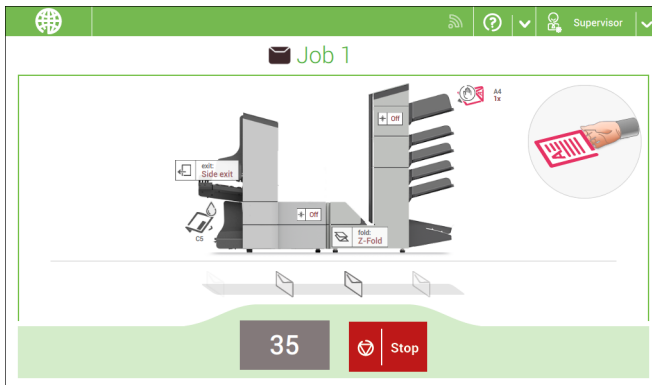 Supervisor
Job 1
A4
1x
Off
exit:
Side exit
Off
C5
fold:
Z-Fold
35
Stop